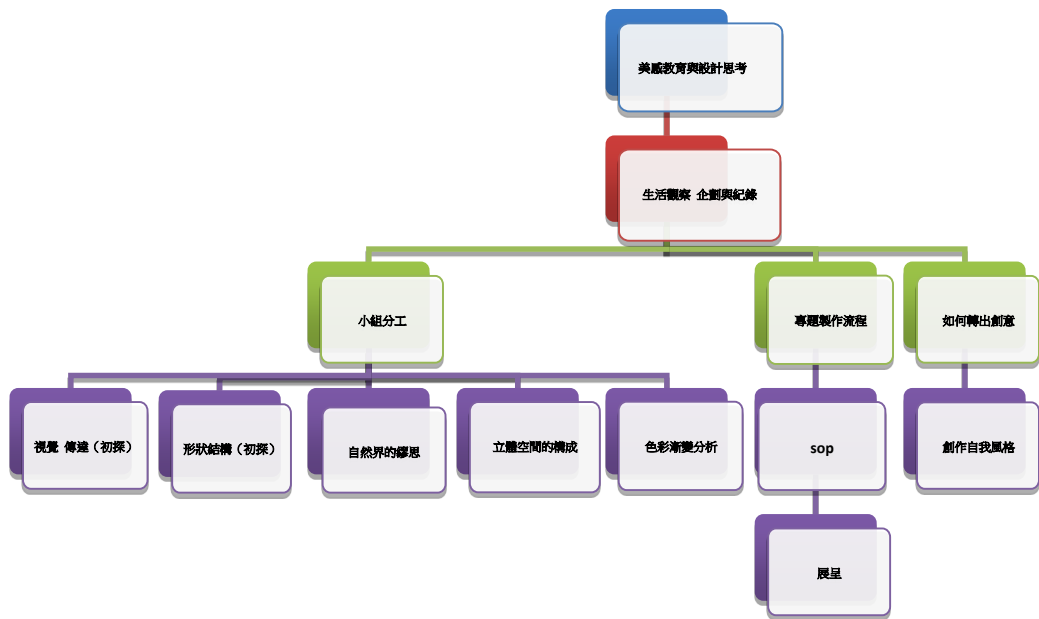 美感教育與設計思考
生活觀察 企劃與紀錄
小組分工
專題製作流程
如何轉出創意
視覺 傳達（初探）
形狀結構（初探）
自然界的繆思
立體空間的構成
色彩漸變分析
sop
創作自我風格
展呈